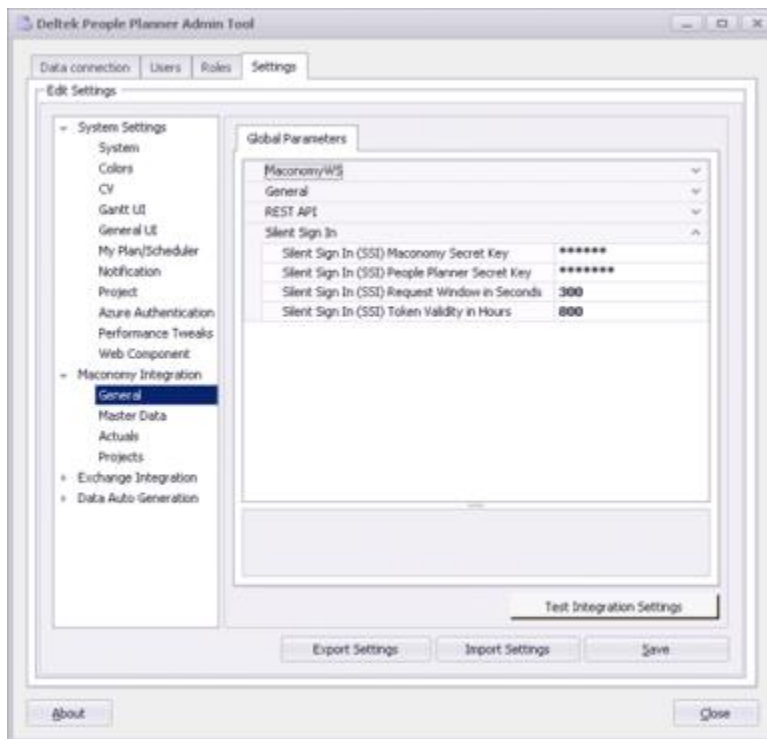 Deltek People Planner Admin Tool
Data connection Users Roles Settings
Edit Settings
System Settings
System
Colors
CV
Gantt UI
General UI
My Plan/Scheduler
Notification
Project
Azure Authentication
Performance Tweaks
Web Component
Maconomy Integration
General
Master Data
Actuals
Projects
Exchange Integration
Data Auto Generation
Global Parameters
MaconomyWS
General
REST API
Silent Sign In
Silent Sign In (SSI) Maconomy Secret Key ******
Silent Sign In (SSI) People Planner Secret Key *******
Silent Sign In (SSI) Request Window in Seconds 300
Silent Sign In (SSI) Token Validity in Hours 800
Test Integration Settings
Export Settings Import Settings Save
About Close